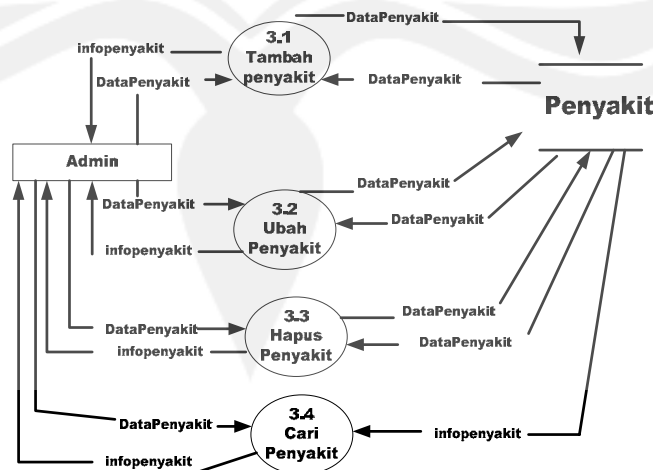 DataPenyakit
3.1
Tambah
penyakit
infopenyakit
DataPenyakit
DataPenyakit
Penyakit
Admin
DataPenyakit
3.2
Ubah
Penyakit
DataPenyakit
DataPenyakit
infopenyakit
3.3
Hapus
Penyakit
DataPenyakit
DataPenyakit
infopenyakit
DataPenyakit
3.4
Cari
Penyakit
DataPenyakit
infopenyakit
infopenyakit